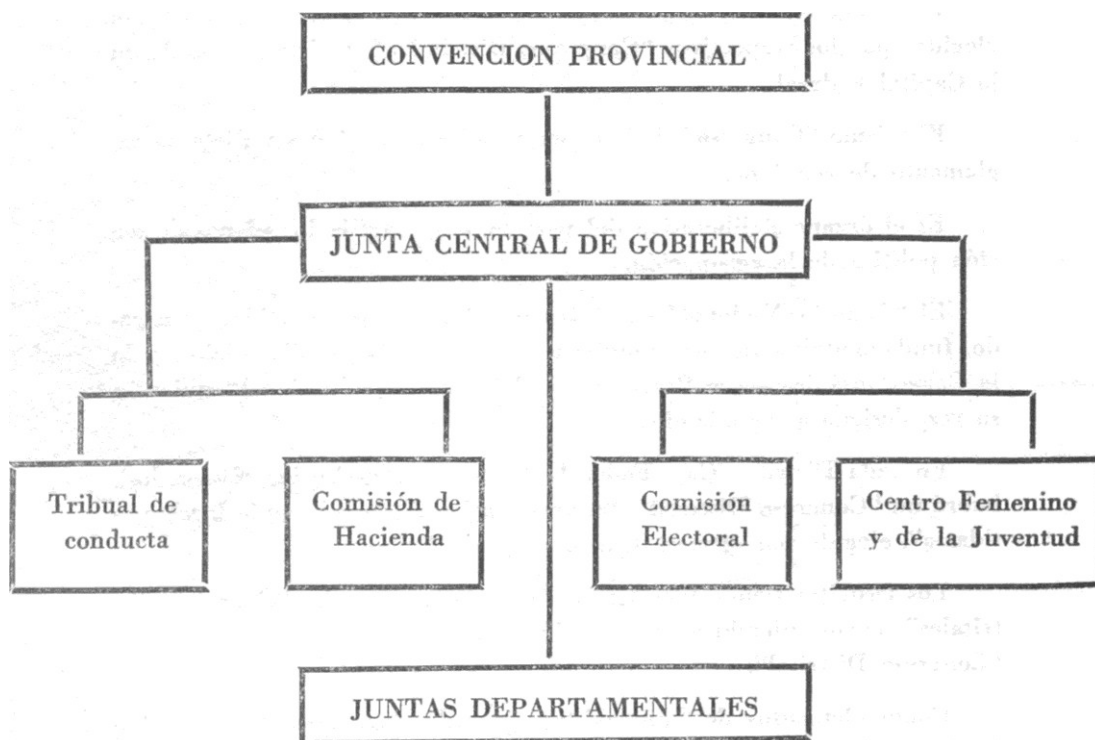 CONVENCION PROVINCIAL
JUNTA CENTRAL DE GOBIERNO
Tribual de
conducta
Comisión de
Hacienda
Comisión
Electoral
Centro Femenino
y de la Juventud
JUNTAS DEPARTAMENTALES